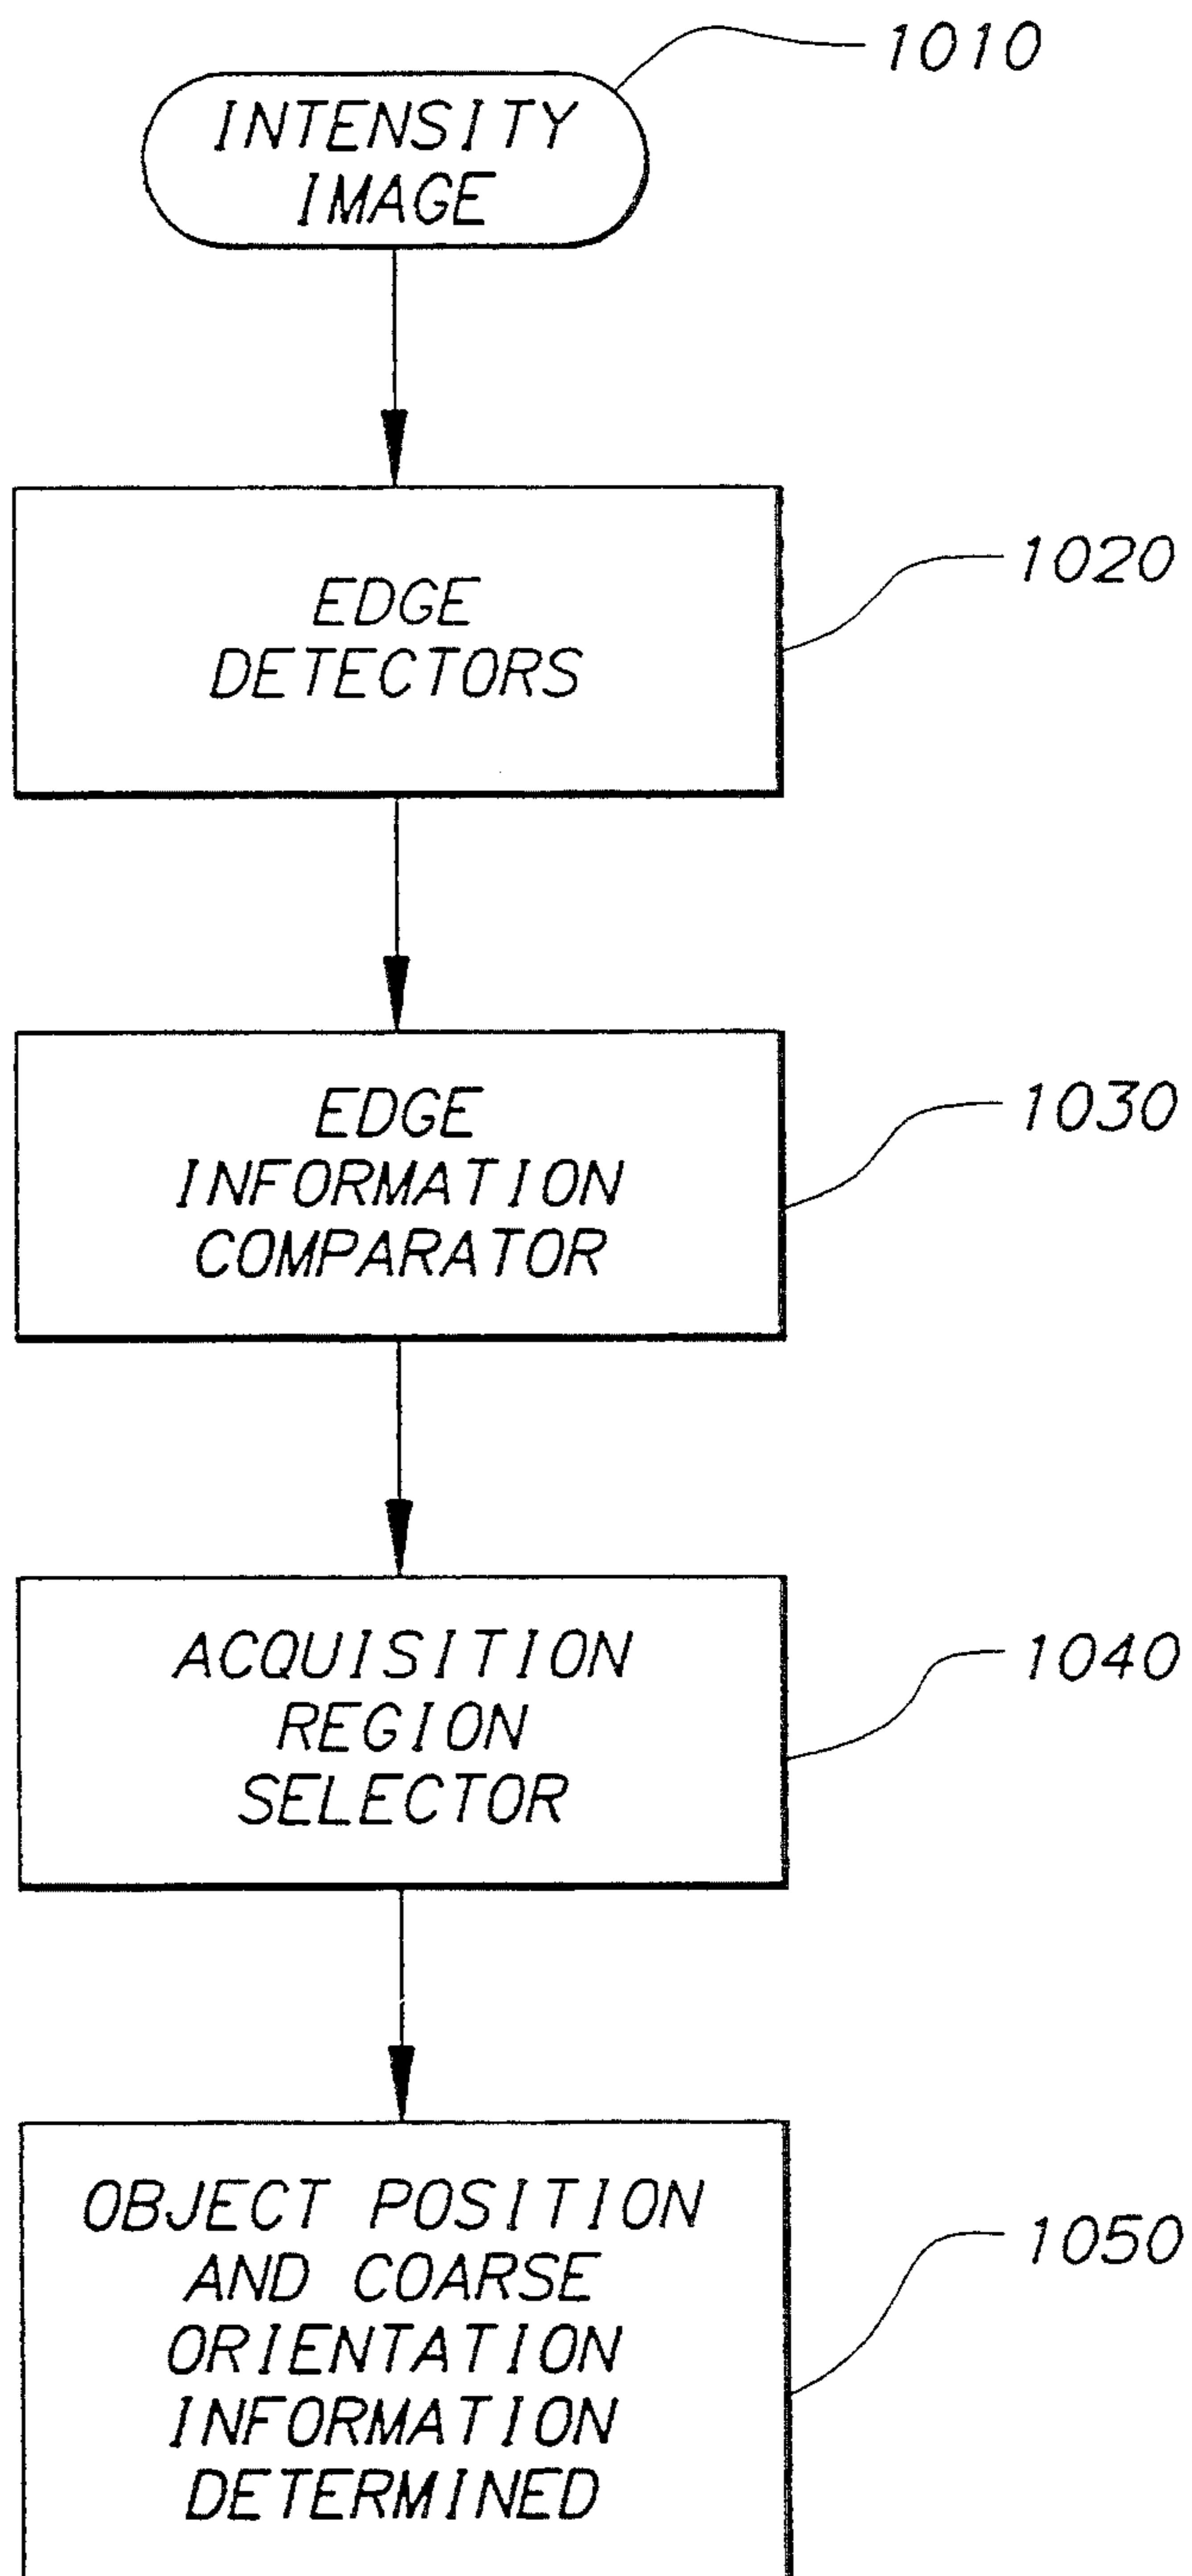 1010
INTENSITY
IMAGE
1020
EDGE
DETECTORS
1030
EDGE
INFORMATION
COMPARATOR
1040
ACQUISITION
REGION
SELECTOR
1050
OBJECT POSITION
AND COARSE
ORIENTATION
INFORMATION
DETERMINED